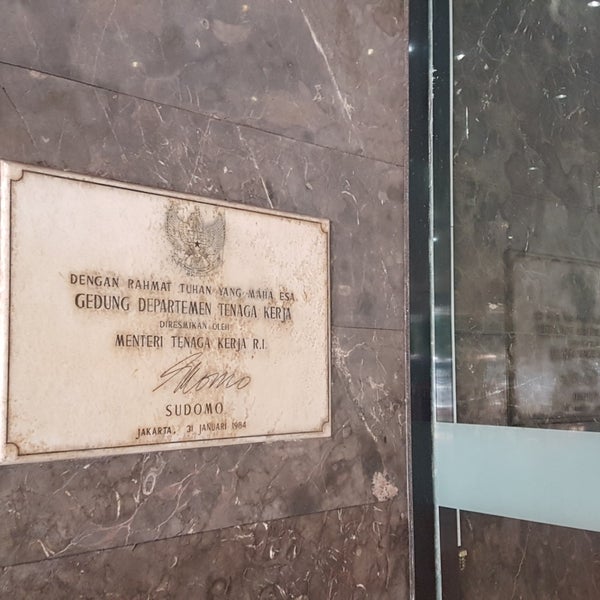 DENGAN RAHMAT TUHAN YANG MAHA ESA
GEDUNG DEPARTEMEN TENAGA KERJA
DIRESMIKAN OLEH
MENTERI TENAGA KERJA R.I.
Sudomo
SUDOMO
JAKARTA, 31 JANUARI 1984